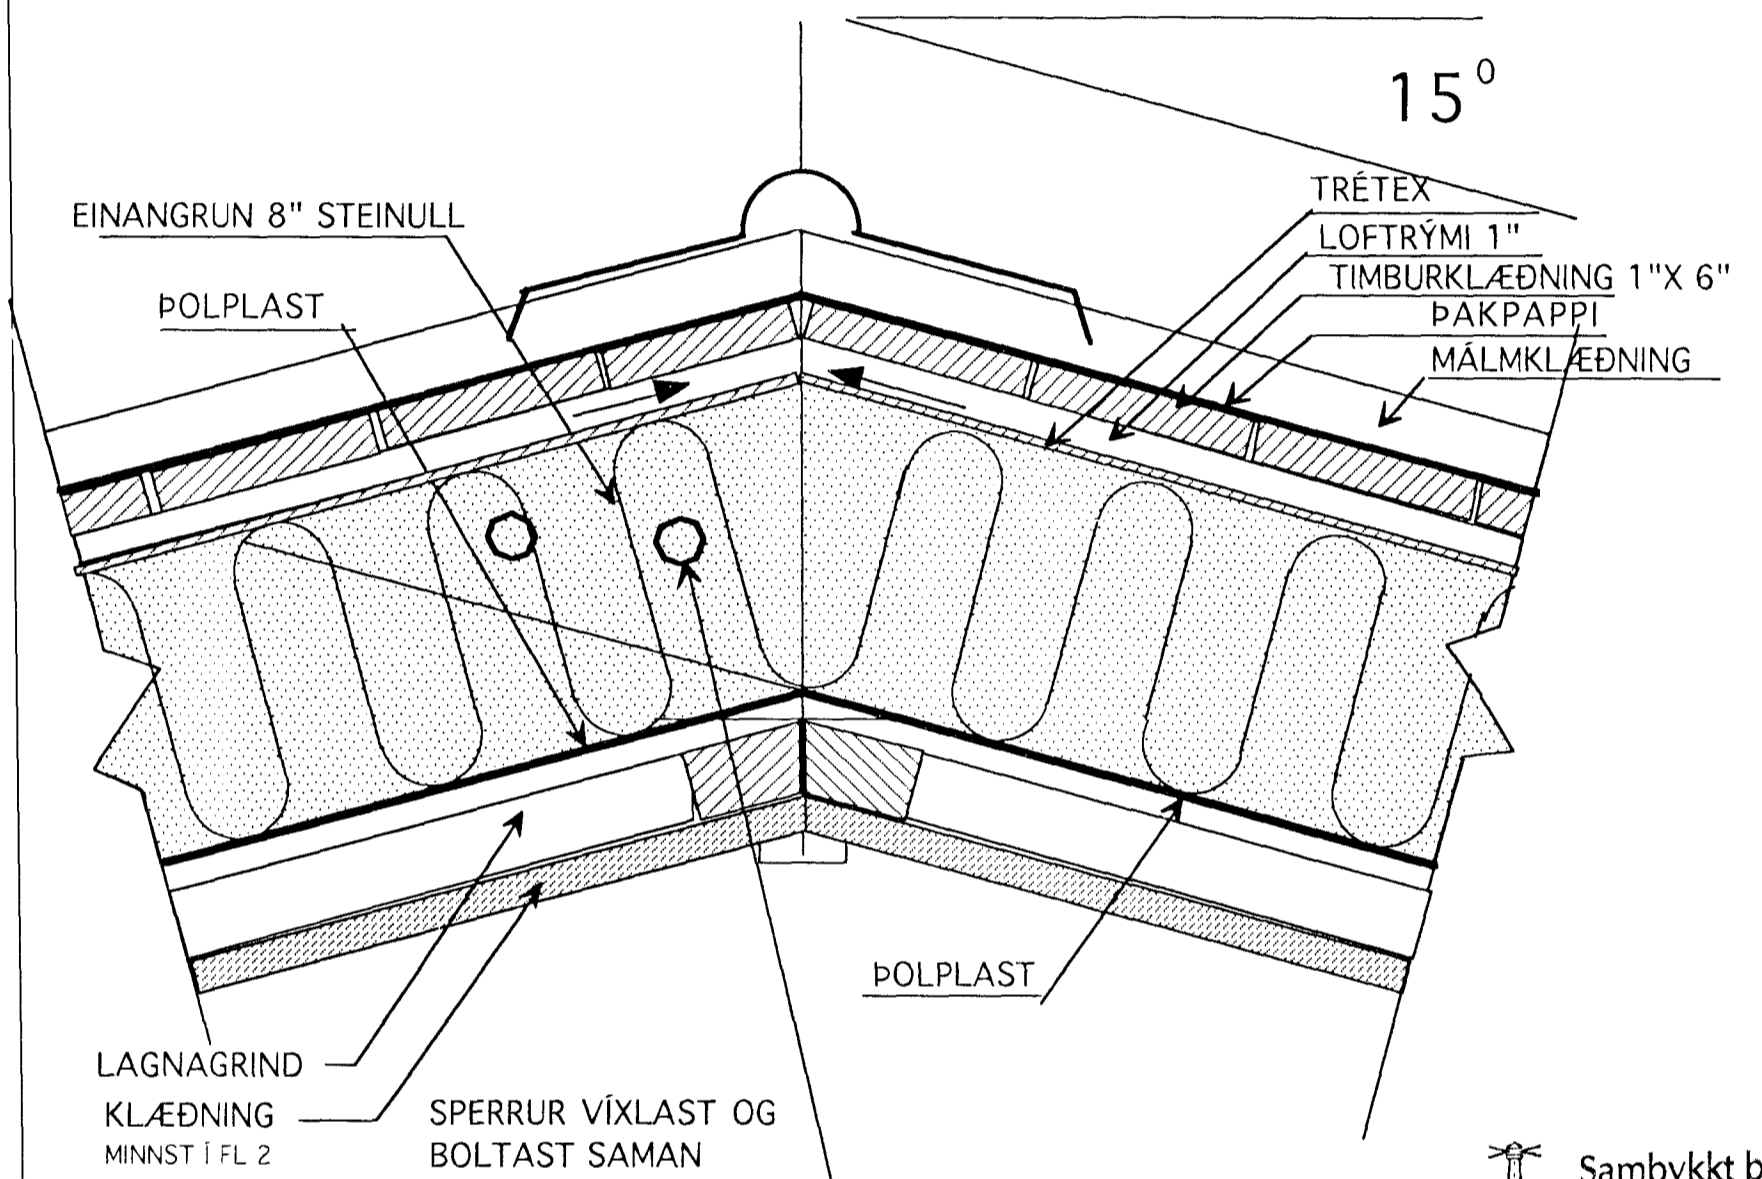 15°
EINANGRUN 8" STEINULL
ÞOLPLAST
TRÉTEX
LOFTRÝMI 1"
TIMBURKLÆÐNING 1"X 6"
ÞAKPAPPI
MÁLMKLÆÐNING
ÞOLPLAST
LAGNAGRIND
KLÆÐNING
MINNST Í FL 2
SPERRUR VÍXLAST OG
BOLTAST SAMAN
Samþykkt b